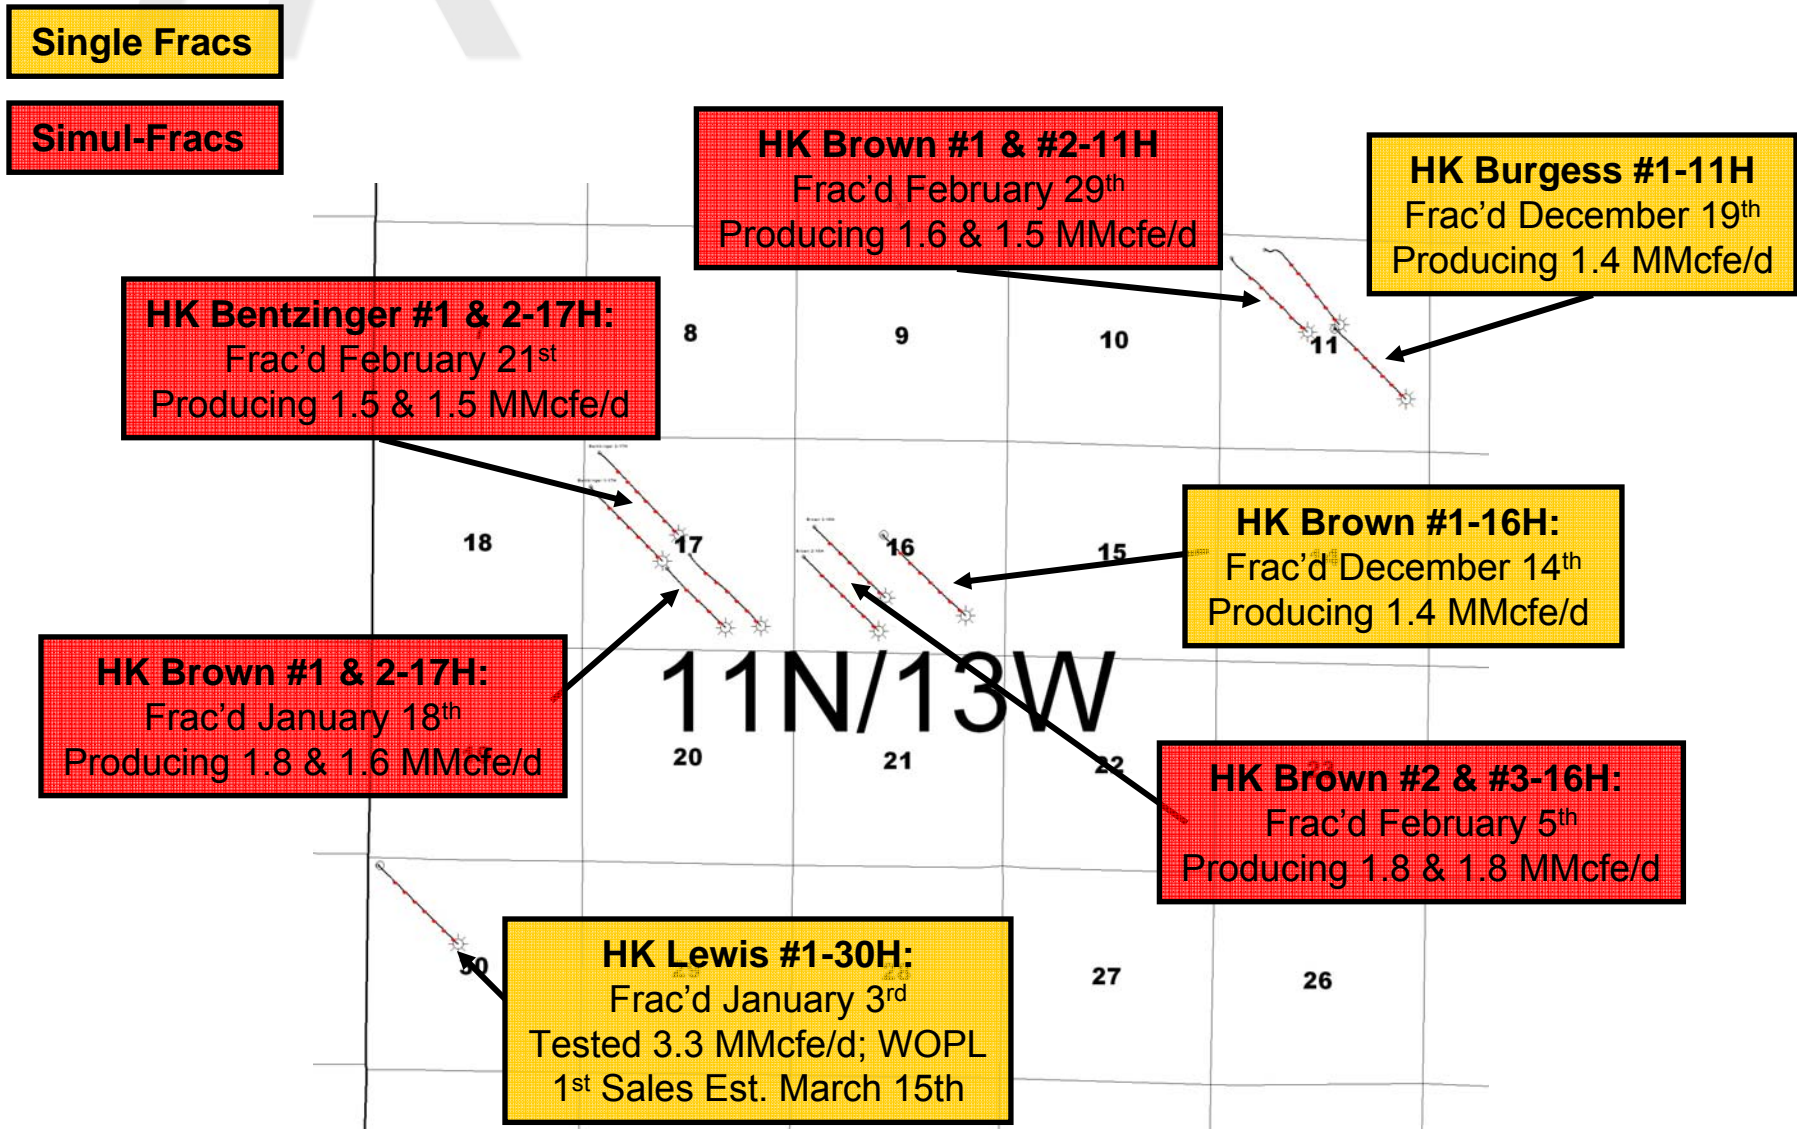 Single Fracs
Simul-Fracs
HK Brown #1 & #2-11H
Frac’d February 29th
Producing 1.6 & 1.5 MMcfe/d
HK Burgess #1-11H
Frac’d December 19th
Producing 1.4 MMcfe/d
HK Bentzinger #1 & 2-17H:
Frac’d February 21st
Producing 1.5 & 1.5 MMcfe/d
8
9
10
11
18
17
16
15
HK Brown #1-16H:
Frac’d December 14th
Producing 1.4 MMcfe/d
HK Brown #1 & 2-17H:
Frac’d January 18th
Producing 1.8 & 1.6 MMcfe/d
11N/13W
20
21
22
23
HK Brown #2 & #3-16H:
Frac’d February 5th
Producing 1.8 & 1.8 MMcfe/d
30
HK Lewis #1-30H:
Frac’d January 3rd
Tested 3.3 MMcfe/d; WOPL
1st Sales Est. March 15th
27
26